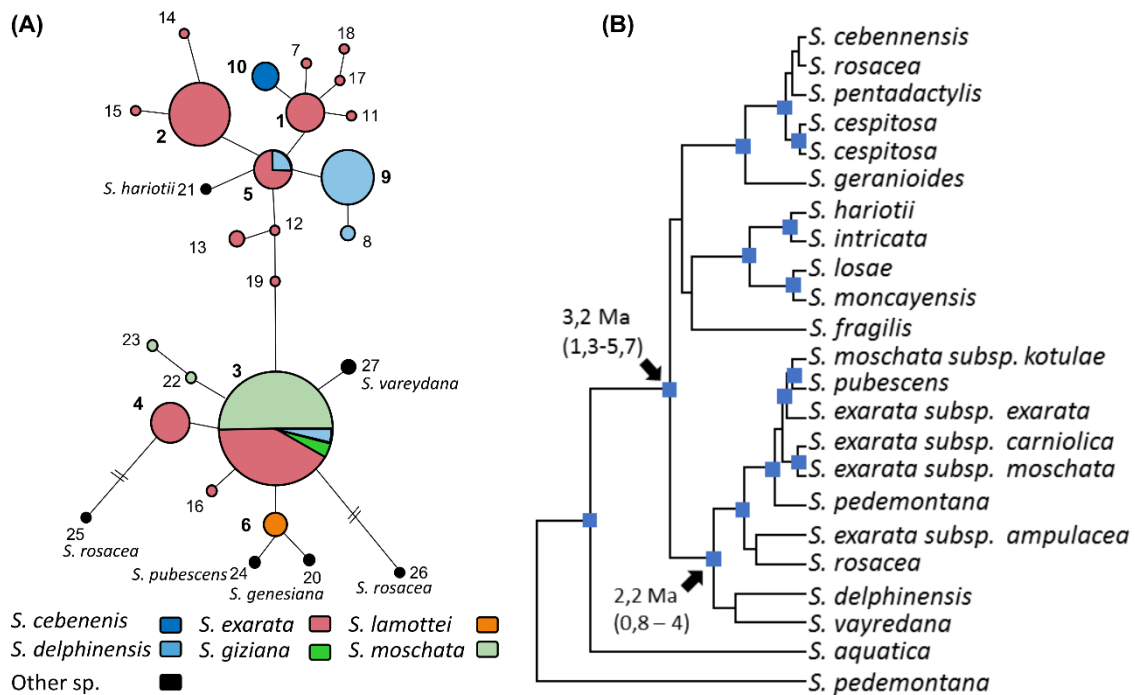 (A)
14
18
7
10
17
15
2
1
11
9
S. hariotii 21
5
12
13
8
19
23
3
27
22
S. vareydana
4
16
6
25
S. rosacea
S. pubescens 24
20
S. genesiana
26
S. rosacea
S. cebenenis
S. exarata
S. lamottei
S. delphinensis
S. giziana
S. moschata
Other sp.
(B)
S. cebennensis
S. rosacea
S. pentadactylis
S. cespitosa
S. cespitosa
S. geranioides
S. hariotii
S. intricata
S. losae
S. moncayensis
S. fragilis
S. moschata subsp. kotulae
S. pubescens
S. exarata subsp. exarata
S. exarata subsp. carniolica
S. exarata subsp. moschata
S. pedemontana
S. exarata subsp. ampulacea
S. rosacea
S. delphinensis
S. vayredana
S. aquatica
S. pedemontana
3,2 Ma
(1,3-5,7)
2,2 Ma
(0,8 – 4)